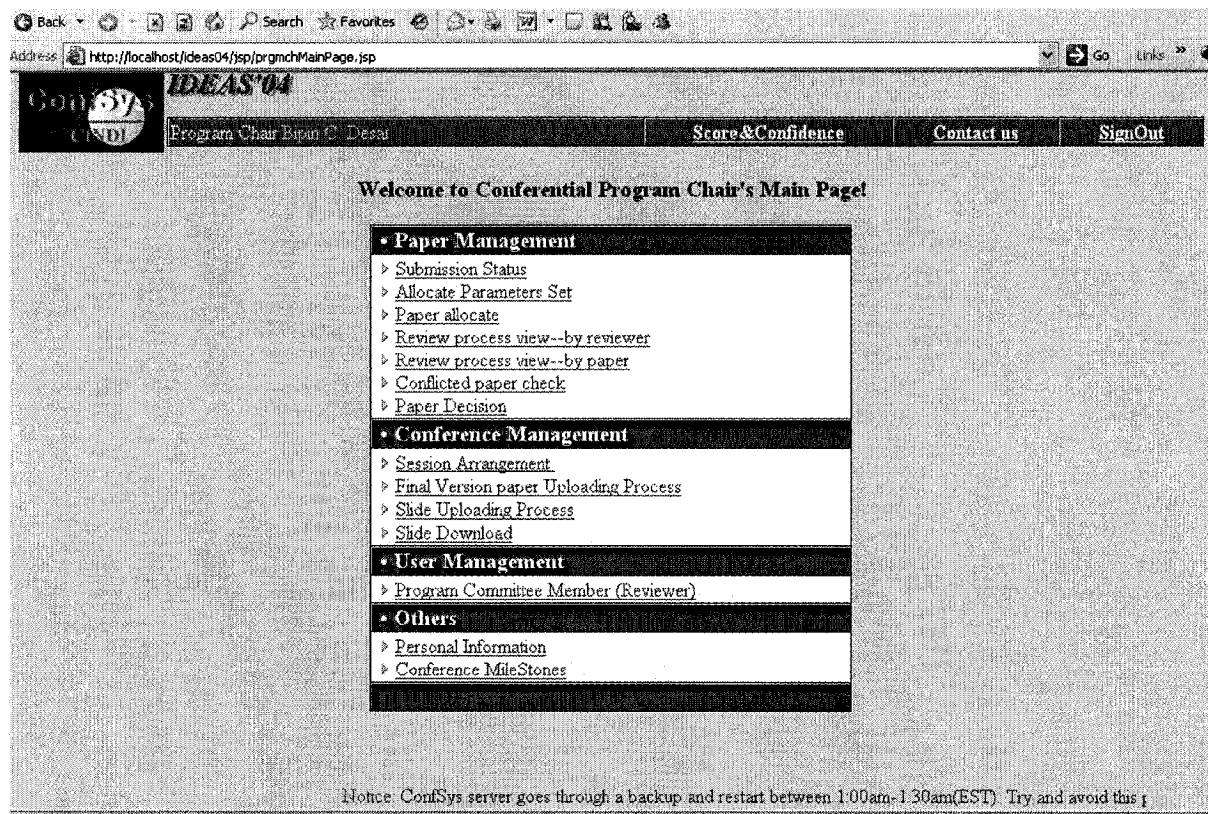 Back Search Favorites
Address http://localhost/ideas04/jsp/prgmchMainPage.jsp Go Links »
ConfSys
CINDI
IDEAS'04
Program Chair Bipin C. Desai Score&Confidence Contact us SignOut
Welcome to Conferential Program Chair's Main Page!
• Paper Management
Submission Status
Allocate Parameters Set
Paper allocate
Review process view--by reviewer
Review process view--by paper
Conflicted paper check
Paper Decision
• Conference Management
Session Arrangement
Final Version paper Uploading Process
Slide Uploading Process
Slide Download
• User Management
Program Committee Member (Reviewer)
• Others
Personal Information
Conference MileStones
Notice: ConfSys server goes through a backup and restart between 1:00am-1:30am(EST). Try and avoid this p